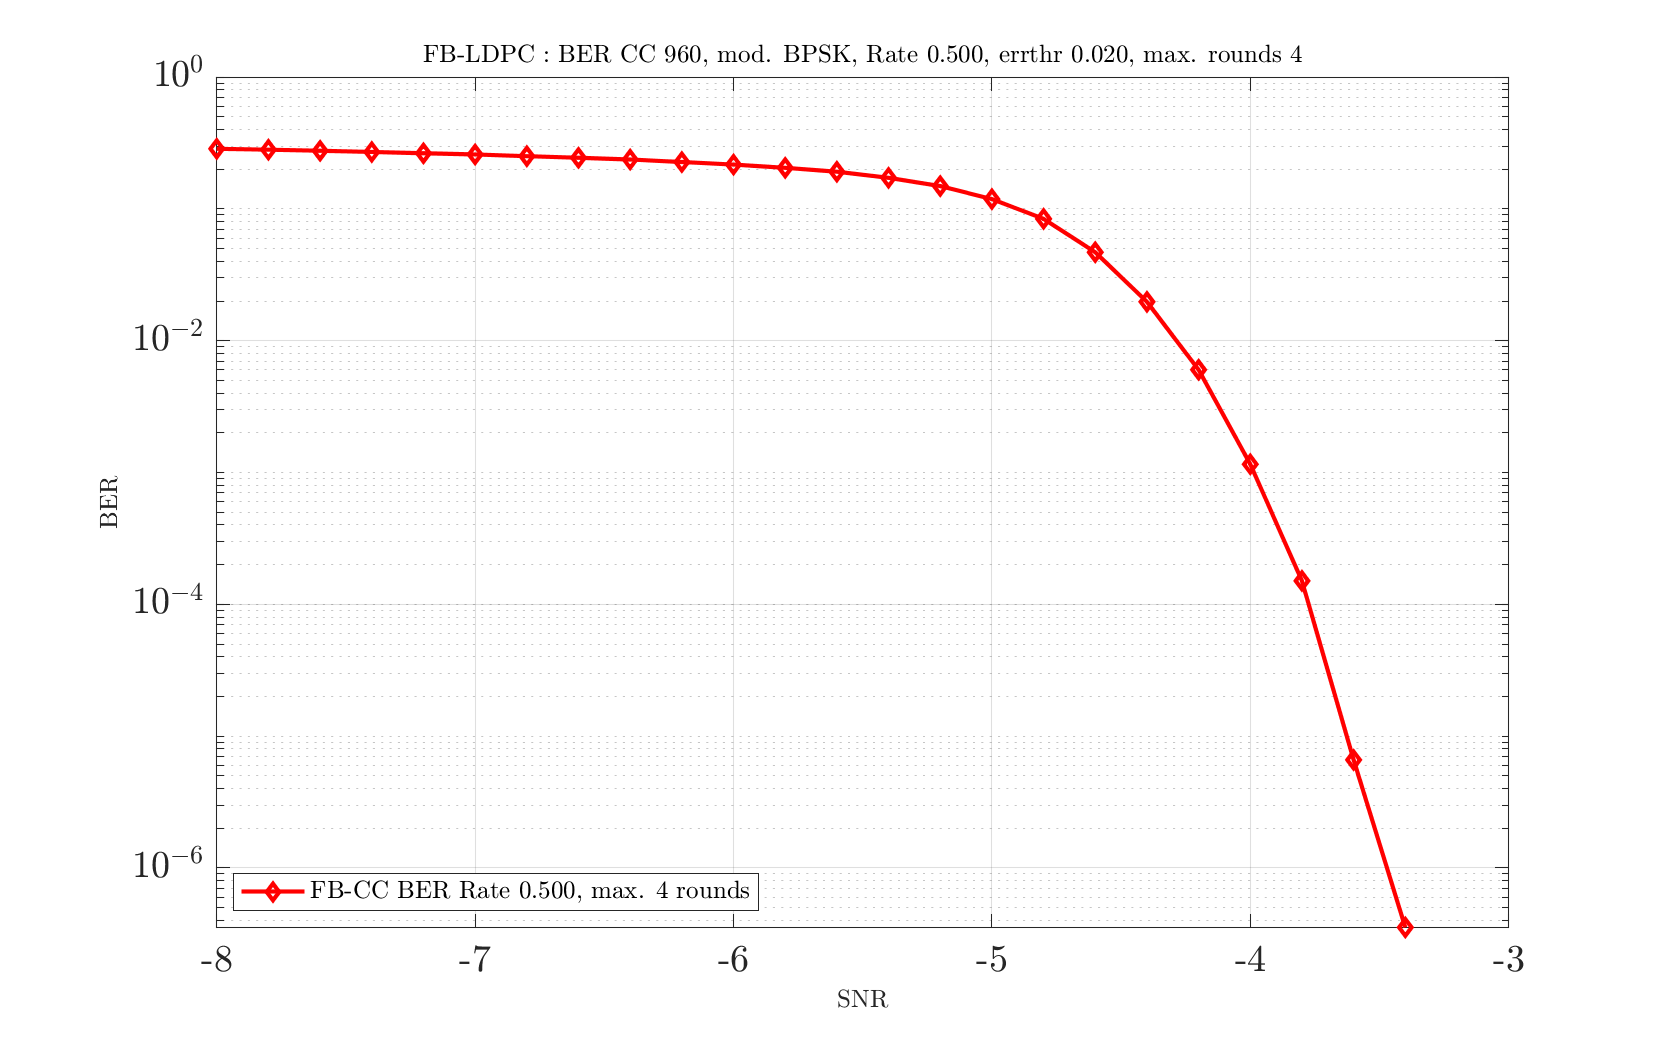 FB-LDPC : BER CC 960, mod. BPSK, Rate 0.500, errthr 0.020, max. rounds 4
10^0
10^−2
10^−4
10^−6
BER
FB-CC BER Rate 0.500, max. 4 rounds
-8 -7 -6 -5 -4 -3
SNR